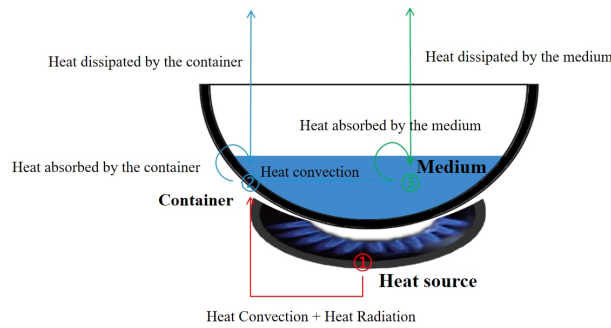 Heat dissipated by the container
Heat dissipated by the medium
Heat absorbed by the medium
Heat absorbed by the container
Heat convection
Medium
② ③
Container
①
Heat source
Heat Convection + Heat Radiation